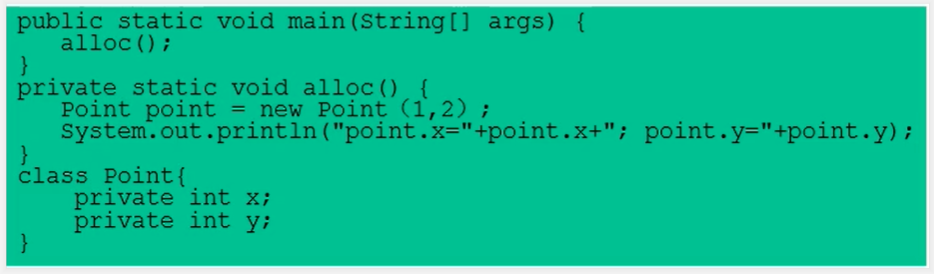 public static void main(String[] args) {
   alloc();
}
private static void alloc() {
   Point point = new Point (1,2) ;
   System.out.println("point.x="+point.x+"; point.y="+point.y);
}
class Point{
    private int x;
    private int y;
}